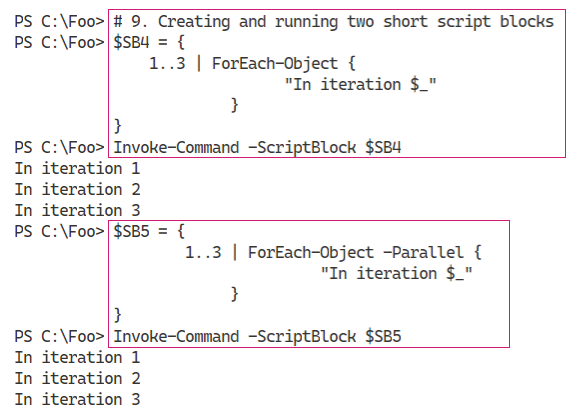 PS C:\Foo> # 9. Creating and running two short script blocks
PS C:\Foo> $SB4 = {
1..3 | ForEach-Object {
"In iteration $_"
}
}
PS C:\Foo> Invoke-Command -ScriptBlock $SB4
In iteration 1
In iteration 2
In iteration 3
PS C:\Foo> $SB5 = {
1..3 | ForEach-Object -Parallel {
"In iteration $_"
}
}
PS C:\Foo> Invoke-Command -ScriptBlock $SB5
In iteration 1
In iteration 2
In iteration 3